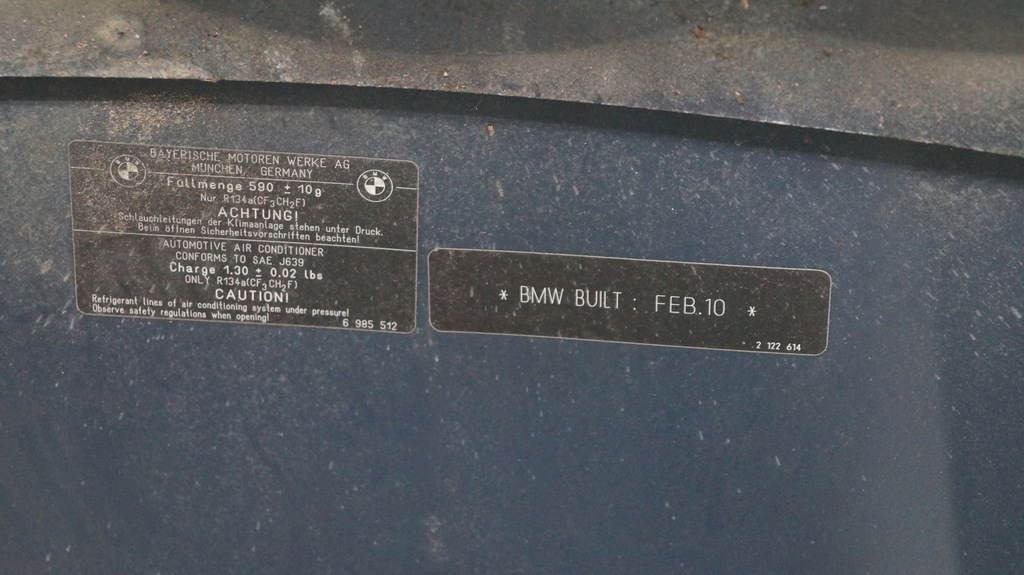 BAYERISCHE MOTOREN WERKE AG
MÜNCHEN, GERMANY
BMW
BMW
Füllmenge 590 ± 10g
Nur R134a(CF3CH2F)
ACHTUNG!
Schlauchleitungen der Klimaanlage stehen unter Druck.
Beim öffnen Sicherheitsvorschriften beachten!
AUTOMOTIVE AIR CONDITIONER
CONFORMS TO SAE J639
Charge 1.30 ± 0.02 lbs
ONLY R134a(CF3CH2F)
CAUTION!
Refrigerant lines of air conditioning system under pressure!
Observe safety regulations when opening!
6 985 512
* BMW BUILT : FEB.10 *
2 122 614